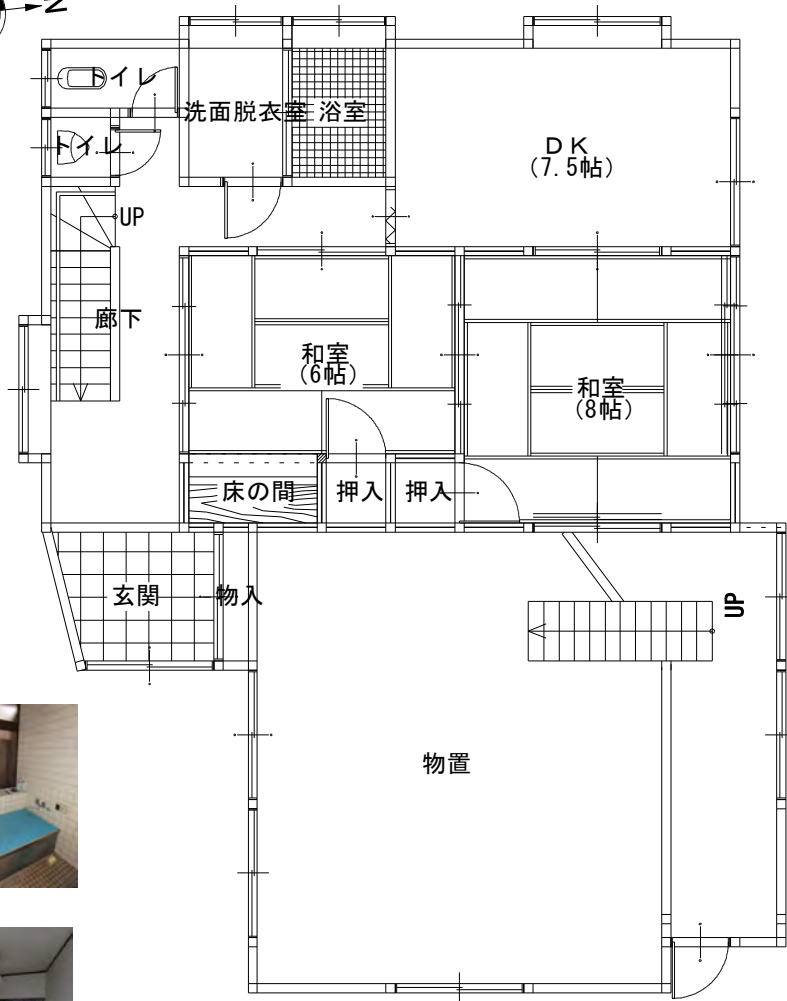 N
トイレ
洗面脱衣室
浴室
DK
(7.5帖)
トイレ
UP
廊下
和室
(6帖)
和室
(8帖)
床の間
押入
押入
玄関
物入
UP
物置